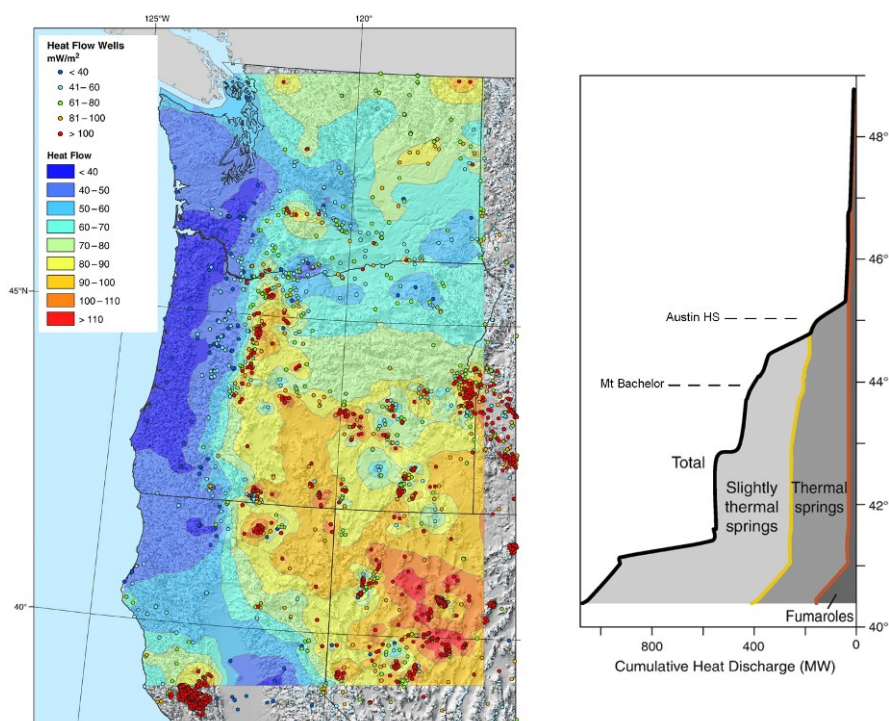 125°W
120°
Heat Flow Wells
mW/m²
< 40
41– 60
61– 80
81– 100
> 100
Heat Flow
< 40
40 – 50
50 – 60
60 – 70
70 – 80
80 – 90
90 – 100
100 – 110
> 110
45°N
40°
48°
46°
Austin HS
44°
Mt Bachelor
Total
Slightly
thermal
springs
Thermal
springs
42°
Fumaroles
40°
800
400
0
Cumulative Heat Discharge (MW)